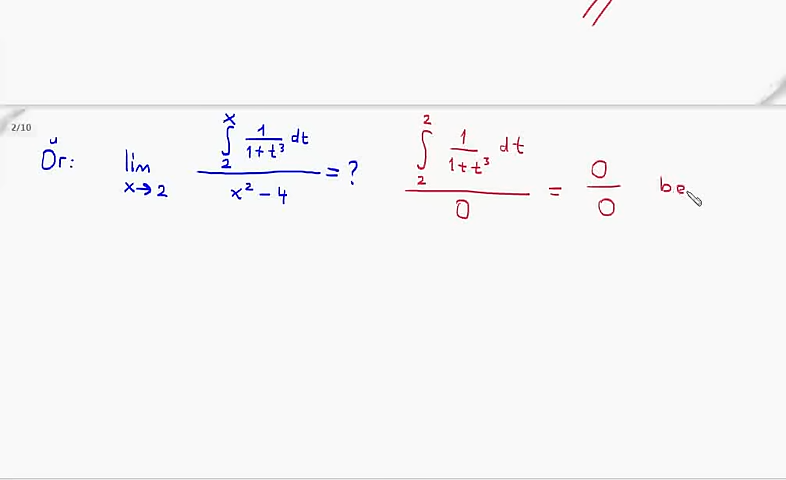 2/10
Ör: lim x→2 ∫₂ˣ 1/(1+t³) dt / x² - 4 = ? ∫₂² 1/(1+t³) dt / 0 = 0/0 be